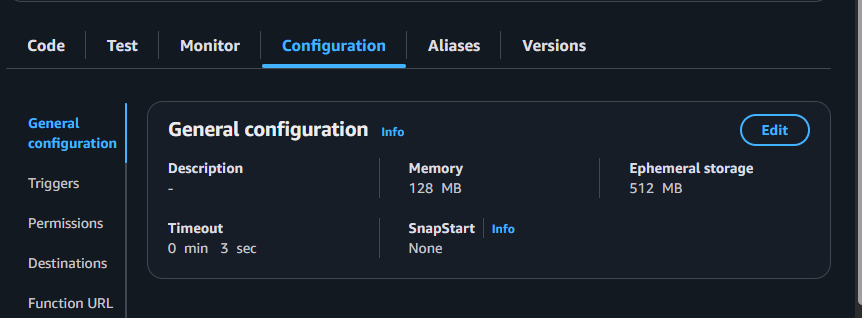 Code Test Monitor Configuration Aliases Versions
General configuration
Triggers
Permissions
Destinations
Function URL
General configuration Info
Edit
Description
-
Memory
128 MB
Ephemeral storage
512 MB
Timeout
0 min 3 sec
SnapStart Info
None